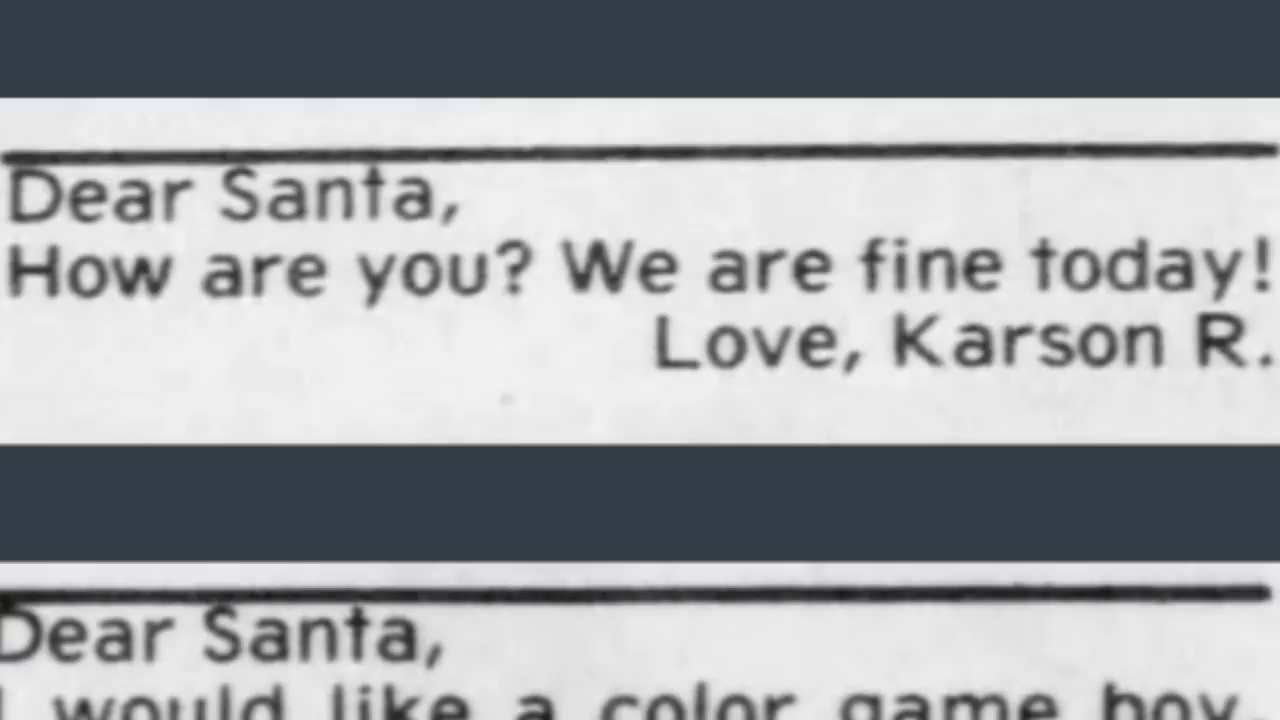 Dear Santa,
How are you? We are fine today!
Love, Karson R.
Dear Santa,
I would like a color game boy.